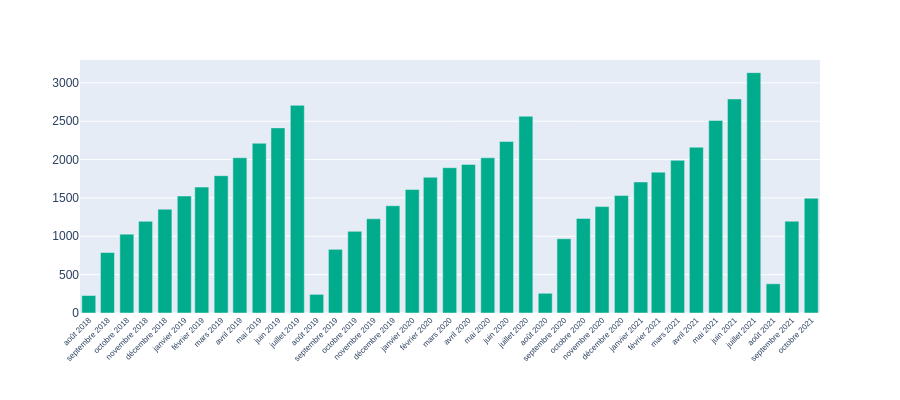 3000
2500
2000
1500
1000
500
0
août 2018
septembre 2018
octobre 2018
novembre 2018
décembre 2018
janvier 2019
février 2019
mars 2019
avril 2019
mai 2019
juin 2019
juillet 2019
août 2019
septembre 2019
octobre 2019
novembre 2019
décembre 2019
janvier 2020
février 2020
mars 2020
avril 2020
mai 2020
juin 2020
juillet 2020
août 2020
septembre 2020
octobre 2020
novembre 2020
décembre 2020
janvier 2021
février 2021
mars 2021
avril 2021
mai 2021
juin 2021
juillet 2021
août 2021
septembre 2021
octobre 2021